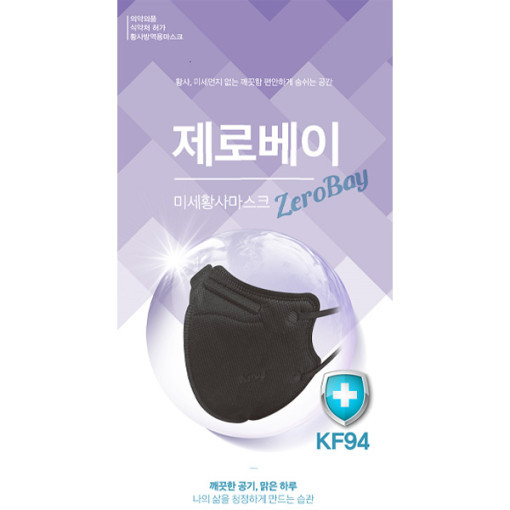 의약외품
식약처 허가
황사방역용마스크
황사, 미세먼지 없는 깨끗함 편안하게 숨쉬는 공간
제로베이
미세황사마스크 ZeroBay
KF94
깨끗한 공기, 맑은 하루
나의 삶을 청정하게 만드는 습관